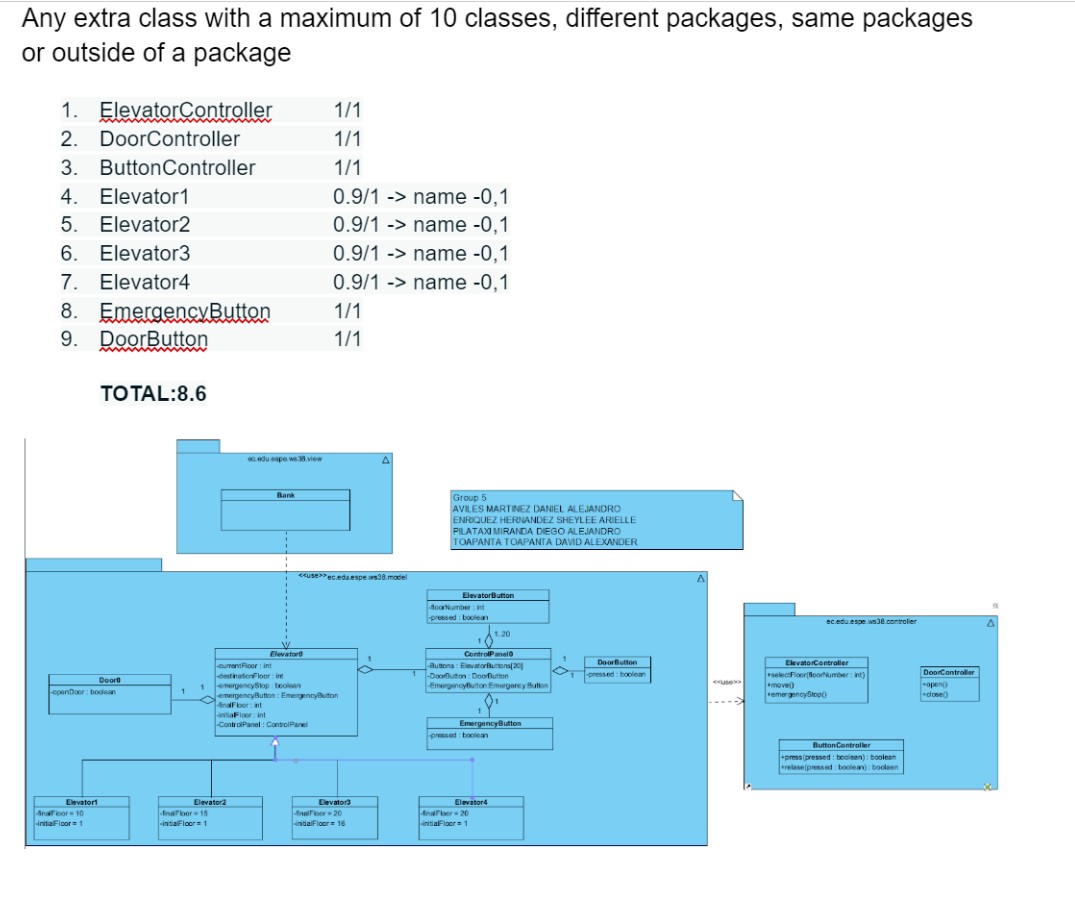 Any extra class with a maximum of 10 classes, different packages, same packages
or outside of a package
1. ElevatorController 1/1
2. DoorController 1/1
3. ButtonController 1/1
4. Elevator1 0.9/1 -> name -0,1
5. Elevator2 0.9/1 -> name -0,1
6. Elevator3 0.9/1 -> name -0,1
7. Elevator4 0.9/1 -> name -0,1
8. EmergencyButton 1/1
9. DoorButton 1/1
TOTAL:8.6
ec.edu.espe.ws38.view
Bank
Group 5
AVILES MARTINEZ DANIEL ALEJANDRO
ENRIQUEZ HERNANDEZ SHEYLEE ARIELLE
PILATAXI MIRANDA DIEGO ALEJANDRO
TOAPANTA TOAPANTA DAVID ALEXANDER
<<use>>
ec.edu.espe.ws38.model
ElevatorButton
-floorNumber : int
-pressed : boolean
1..20
1
Elevator0
-currentFloor : int
-destinationFloor : int
-emergencyStop : boolean
-emergencyButton : EmergencyButton
-finalFloor : int
-initialFloor : int
-ControlPanel : ControlPanel
1
1
ControlPanel0
-Buttons : ElevatorButtons[20]
-DoorButton : DoorButton
-EmergencyButton:Emergency Button
1
1
DoorButton
-pressed : boolean
Door0
-openDoor : boolean
1
1
1
1
EmergencyButton
-pressed : boolean
Elevator1
-finalFloor = 10
-initialFloor = 1
Elevator2
-finalFloor = 15
-initialFloor = 1
Elevator3
-finalFloor = 20
-initialFloor = 16
Elevator4
-finalFloor = 20
-initialFloor = 1
<<use>>
ec.edu.espe.ws38.controller
ElevatorController
+selectFloor(floorNumber : int)
+move()
+emergencyStop()
DoorController
+open()
+close()
ButtonController
+press(pressed : boolean) : boolean
+relase(pressed : boolean) : boolaen